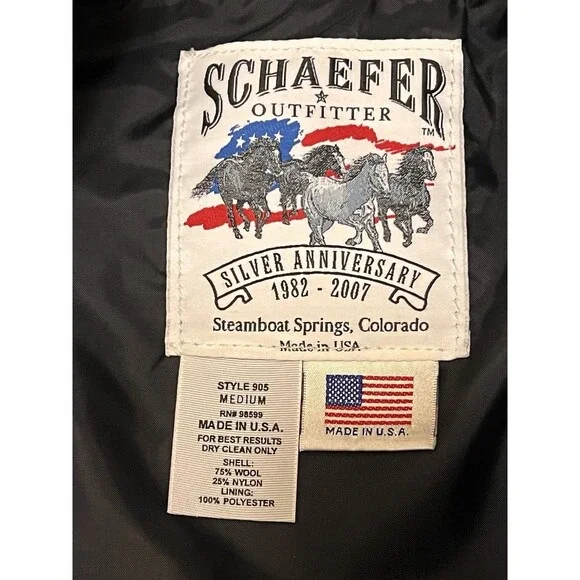 SCHAEFER
OUTFITTER
TM
SILVER ANNIVERSARY
1982 - 2007
Steamboat Springs, Colorado
Made in USA
STYLE 905
MEDIUM
RN# 98599
MADE IN U.S.A.
FOR BEST RESULTS
DRY CLEAN ONLY
SHELL:
75% WOOL
25% NYLON
LINING:
100% POLYESTER
MADE IN U.S.A.